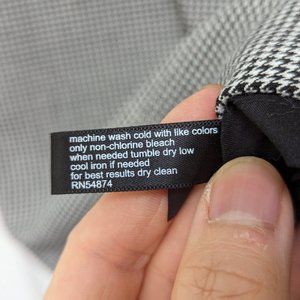 machine wash cold with like colors
only non-chlorine bleach
when needed tumble dry low
cool iron if needed
for best results dry clean
RN54874